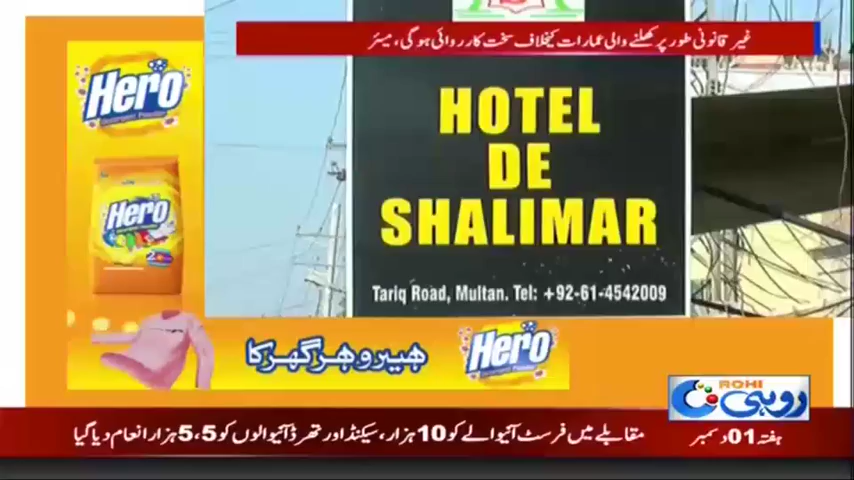 غیر قانونی طور پر کھلنے والی عمارات کیخلاف سخت کارروائی ہوگی، میئر
Hero
Detergent Powder
HOTEL
DE
SHALIMAR
Tariq Road, Multan. Tel: +92-61-4542009
Hero
ہیرو ہر گھر کا
Hero
ROHI
روہی
ہفتہ 01 دسمبر
مقابلے میں فرسٹ آنیوالے کو 10 ہزار، سیکنڈ اور تھرڈ آنیوالوں کو 5،5 ہزار انعام دیا گیا